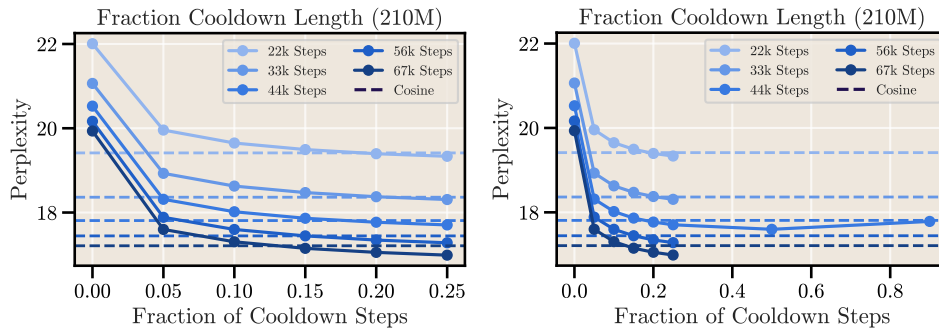 Fraction Cooldown Length (210M)
22
20
18
Perplexity
22k Steps
33k Steps
44k Steps
56k Steps
67k Steps
Cosine
0.00 0.05 0.10 0.15 0.20 0.25
Fraction of Cooldown Steps
Fraction Cooldown Length (210M)
22
20
18
Perplexity
22k Steps
33k Steps
44k Steps
56k Steps
67k Steps
Cosine
0.0 0.2 0.4 0.6 0.8
Fraction of Cooldown Steps